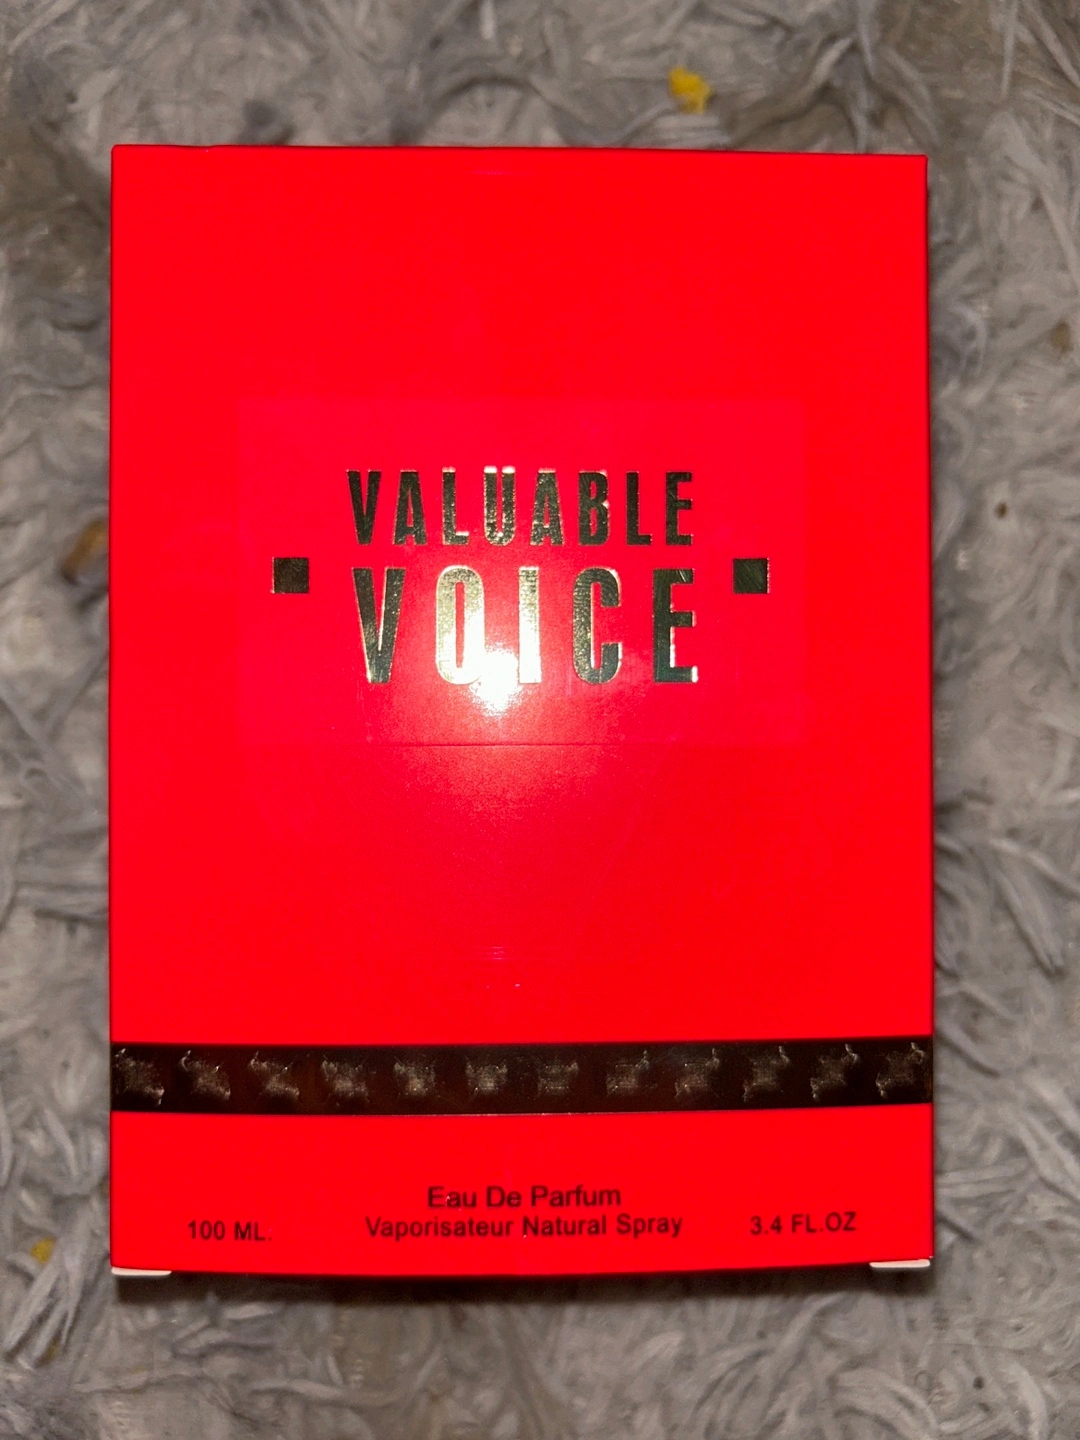 VALUABLE
VOICE
Eau De Parfum
Vaporisateur Natural Spray
100 ML.
3.4 FL.OZ